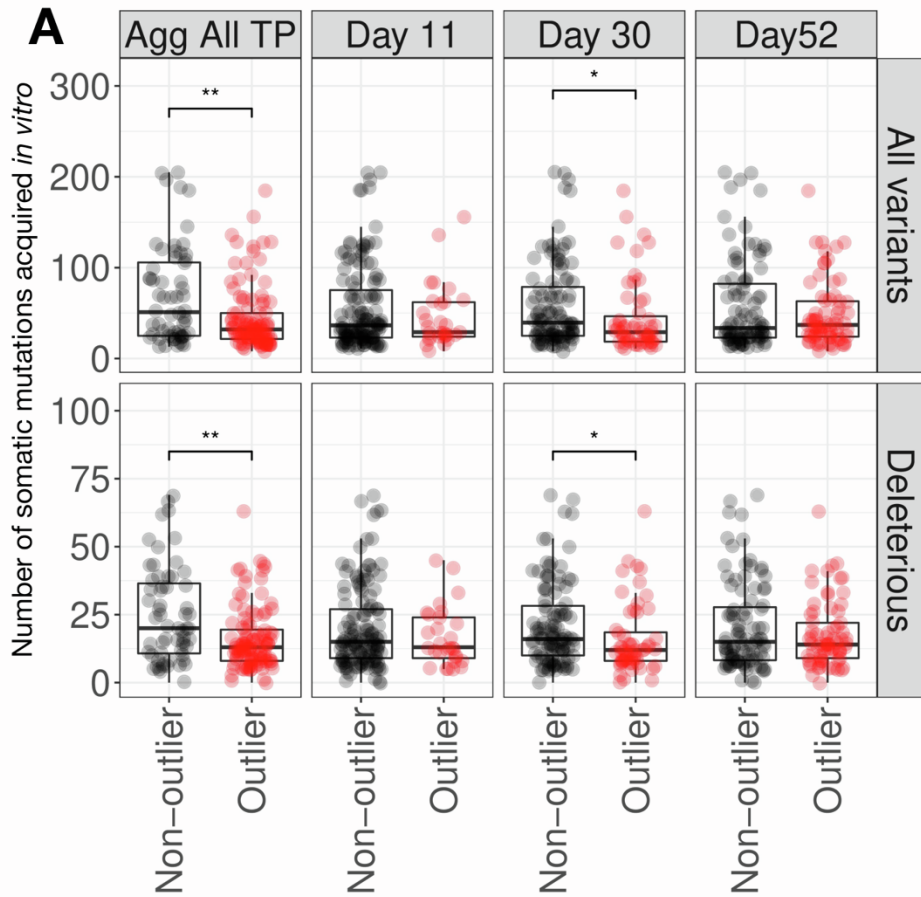 A
Agg All TP
Day 11
Day 30
Day52
Number of somatic mutations acquired in vitro
300
200
100
0
**
*
All variants
100
75
50
25
0
**
*
Deleterious
Non−outlier
Outlier
Non−outlier
Outlier
Non−outlier
Outlier
Non−outlier
Outlier